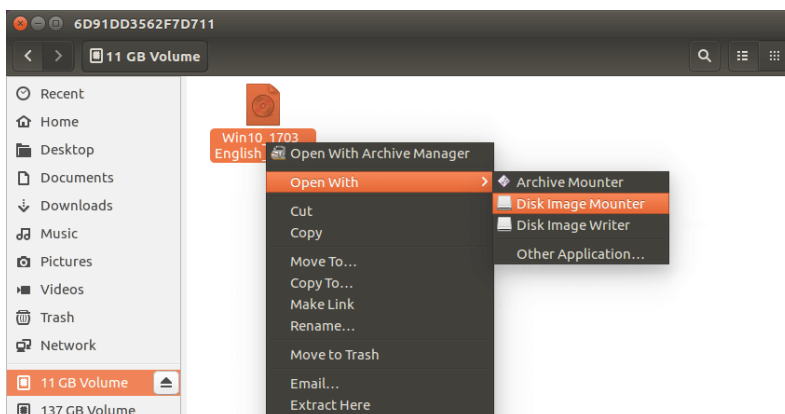 6D91DD3562F7D711
11 GB Volume
Recent
Home
Desktop
Documents
Downloads
Music
Pictures
Videos
Trash
Network
11 GB Volume
137 GB Volume
Win10_1703
English_
Open With Archive Manager
Open With
Cut
Copy
Move To...
Copy To...
Make Link
Rename...
Move to Trash
Email...
Extract Here
Archive Mounter
Disk Image Mounter
Disk Image Writer
Other Application...